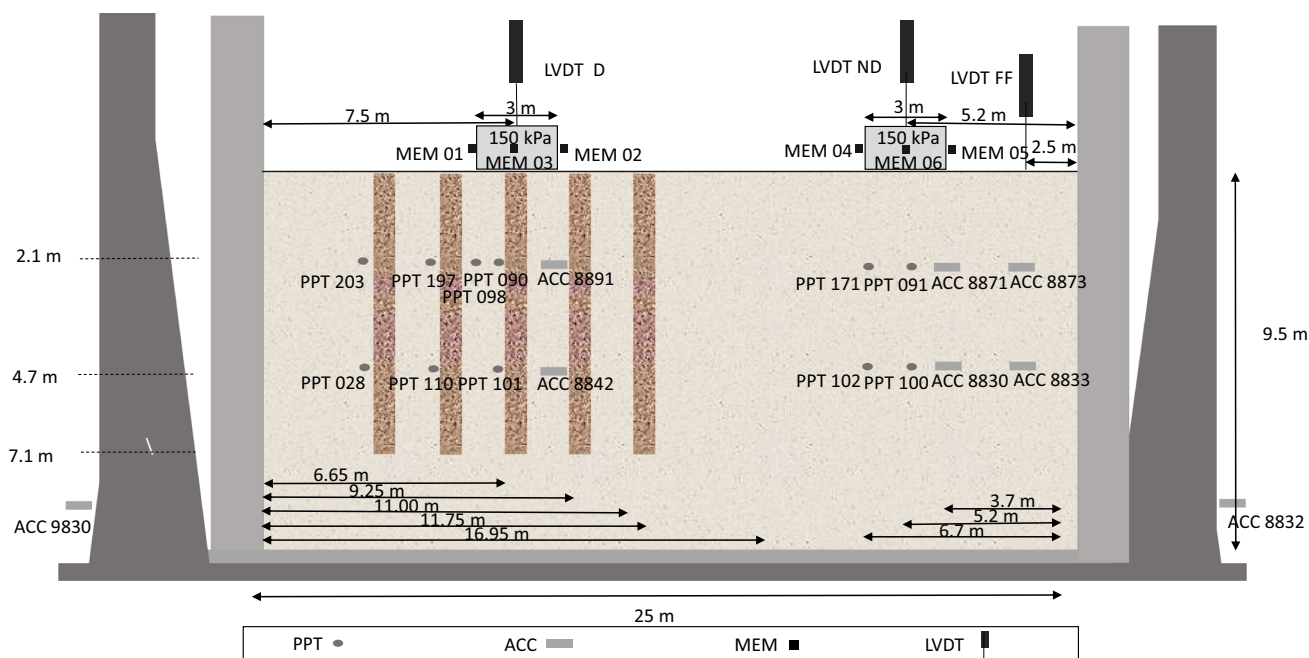 LVDT D
LVDT ND
LVDT FF
3 m
3 m
7.5 m
5.2 m
150 kPa
150 kPa
MEM 01
MEM 03
MEM 02
MEM 04
MEM 06
MEM 05
2.5 m
2.1 m
PPT 203
PPT 197
PPT 090
ACC 8891
PPT 098
PPT 171
PPT 091
ACC 8871
ACC 8873
9.5 m
4.7 m
PPT 028
PPT 110
PPT 101
ACC 8842
PPT 102
PPT 100
ACC 8830
ACC 8833
7.1 m
6.65 m
9.25 m
11.00 m
11.75 m
16.95 m
3.7 m
5.2 m
6.7 m
ACC 9830
ACC 8832
25 m
PPT
ACC
MEM
LVDT